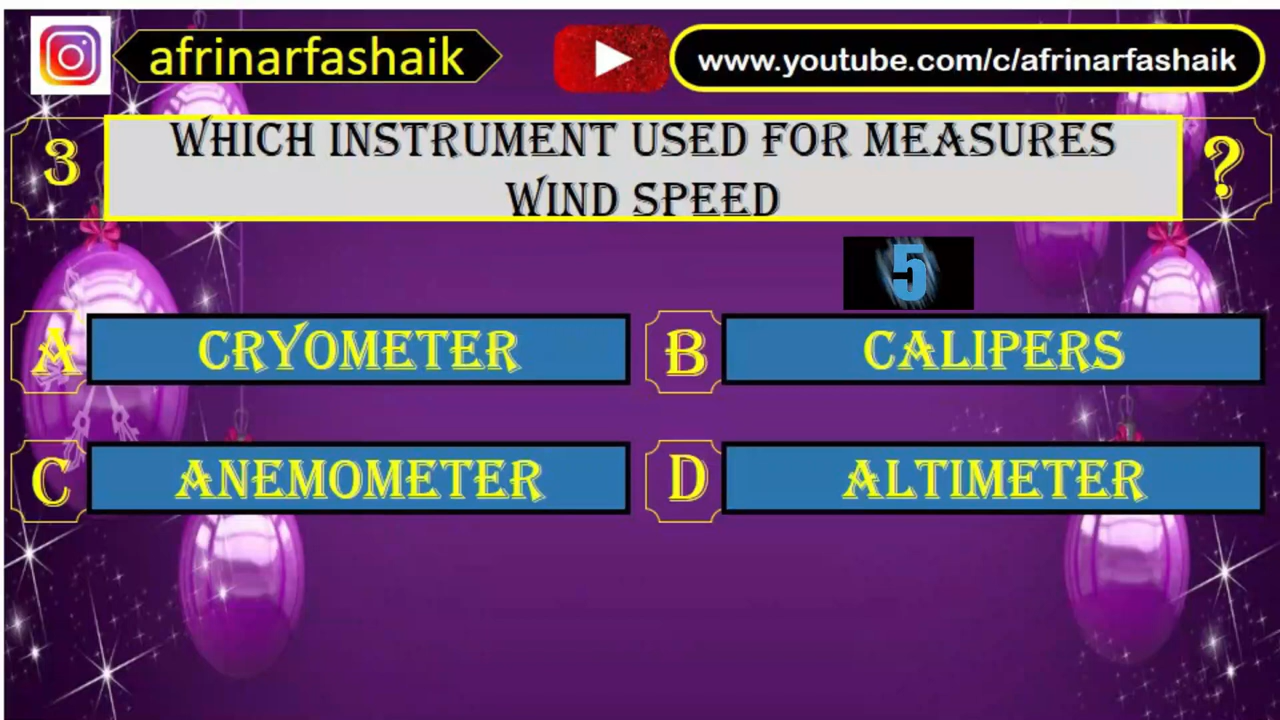 afrinarfashaik
www.youtube.com/c/afrinarfashaik
3
WHICH INSTRUMENT USED FOR MEASURES
WIND SPEED
?
5
A CRYOMETER
B CALIPERS
C ANEMOMETER
D ALTIMETER